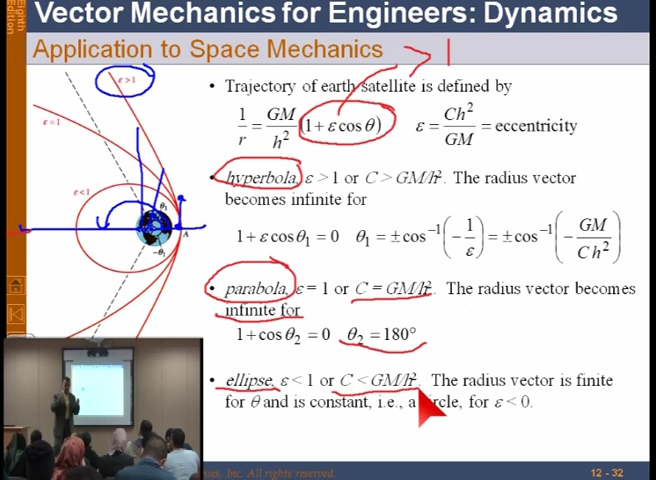 Eighth
Edition
Vector Mechanics for Engineers: Dynamics
Application to Space Mechanics
> 1
ε>1
ε=1
ε<1
θ₁
-θ₁
A
• Trajectory of earth satellite is defined by
1/r = GM/h² (1 + ε cos θ) ε = Ch²/GM = eccentricity
• hyperbola, ε > 1 or C > GM/h². The radius vector
becomes infinite for
1 + ε cos θ₁ = 0 θ₁ = ±cos⁻¹(−1/ε) = ±cos⁻¹(−GM/Ch²)
• parabola, ε = 1 or C = GM/h². The radius vector becomes
infinite for
1 + cos θ₂ = 0 θ₂ = 180°
• ellipse, ε < 1 or C < GM/h². The radius vector is finite
for θ and is constant, i.e., a circle, for ε < 0.
Inc. All rights reserved.
12 - 32